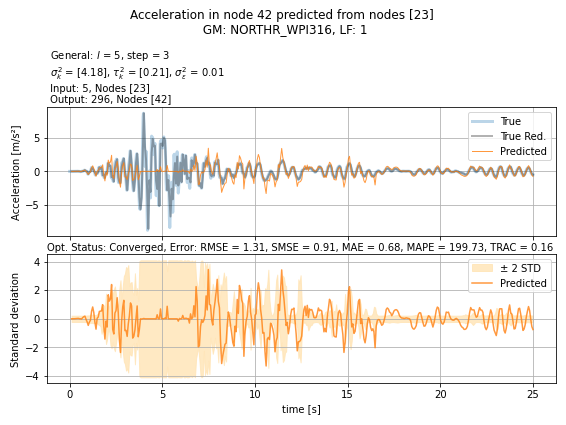 Acceleration in node 42 predicted from nodes [23]
GM: NORTHR_WPI316, LF: 1
General: l = 5, step = 3
σ²ₖ = [4.18], τ²ₖ = [0.21], σ²ε = 0.01
Input: 5, Nodes [23]
Output: 296, Nodes [42]
Acceleration [m/s²]
5
0
−5
True
True Red.
Predicted
Opt. Status: Converged, Error: RMSE = 1.31, SMSE = 0.91, MAE = 0.68, MAPE = 199.73, TRAC = 0.16
Standard deviation
4
2
0
−2
−4
± 2 STD
Predicted
0 5 10 15 20 25
time [s]